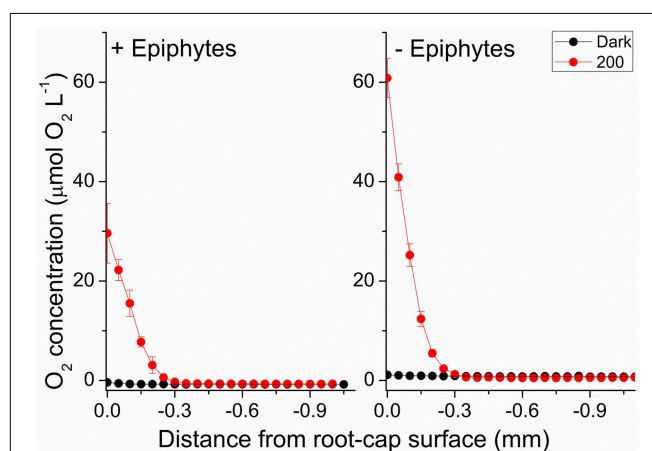 + Epiphytes
- Epiphytes
Dark
200
O2 concentration (μmol O2 L-1)
60
40
20
0
60
40
20
0
0.0 -0.3 -0.6 -0.9
0.0 -0.3 -0.6 -0.9
Distance from root-cap surface (mm)